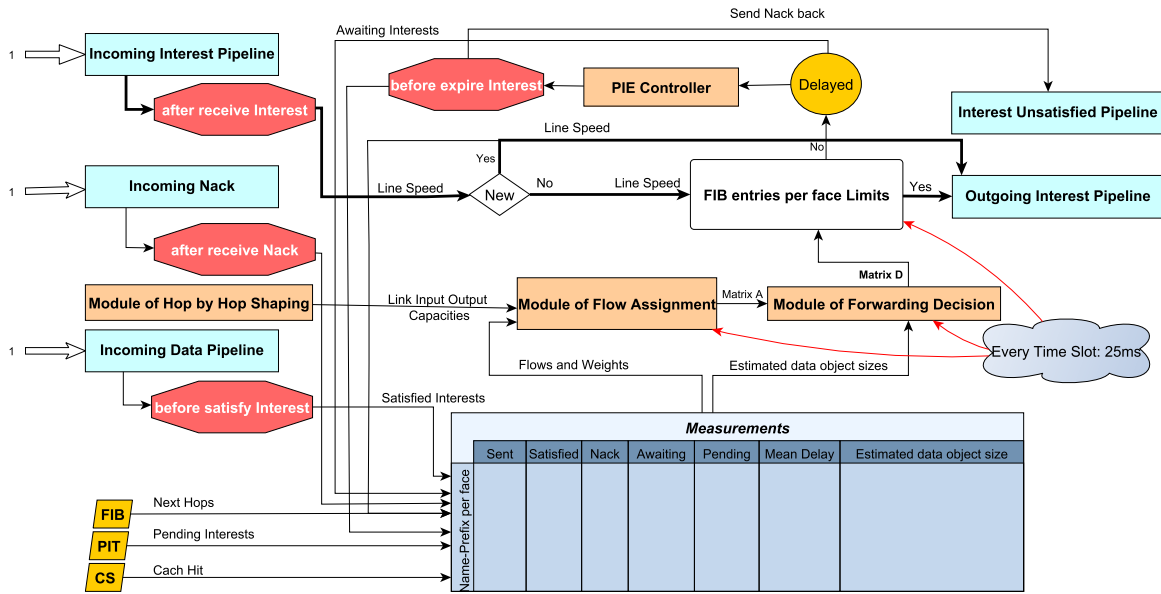 Send Nack back
Awaiting Interests
1
Incoming Interest Pipeline
before expire Interest
PIE Controller
Delayed
after receive Interest
Interest Unsatisfied Pipeline
Line Speed
Yes
No
1
Incoming Nack
Line Speed
New
No
Line Speed
FIB entries per face Limits
Yes
Outgoing Interest Pipeline
after receive Nack
Matrix D
Module of Hop by Hop Shaping
Link Input Output
Capacities
Module of Flow Assignment
Matrix A
Module of Forwarding Decision
1
Incoming Data Pipeline
Every Time Slot: 25ms
Flows and Weights
Estimated data object sizes
before satisfy Interest
Satisfied Interests
Measurements
Sent
Satisfied
Nack
Awaiting
Pending
Mean Delay
Estimated data object size
Name-Prefix per face
FIB
Next Hops
PIT
Pending Interests
CS
Cach Hit